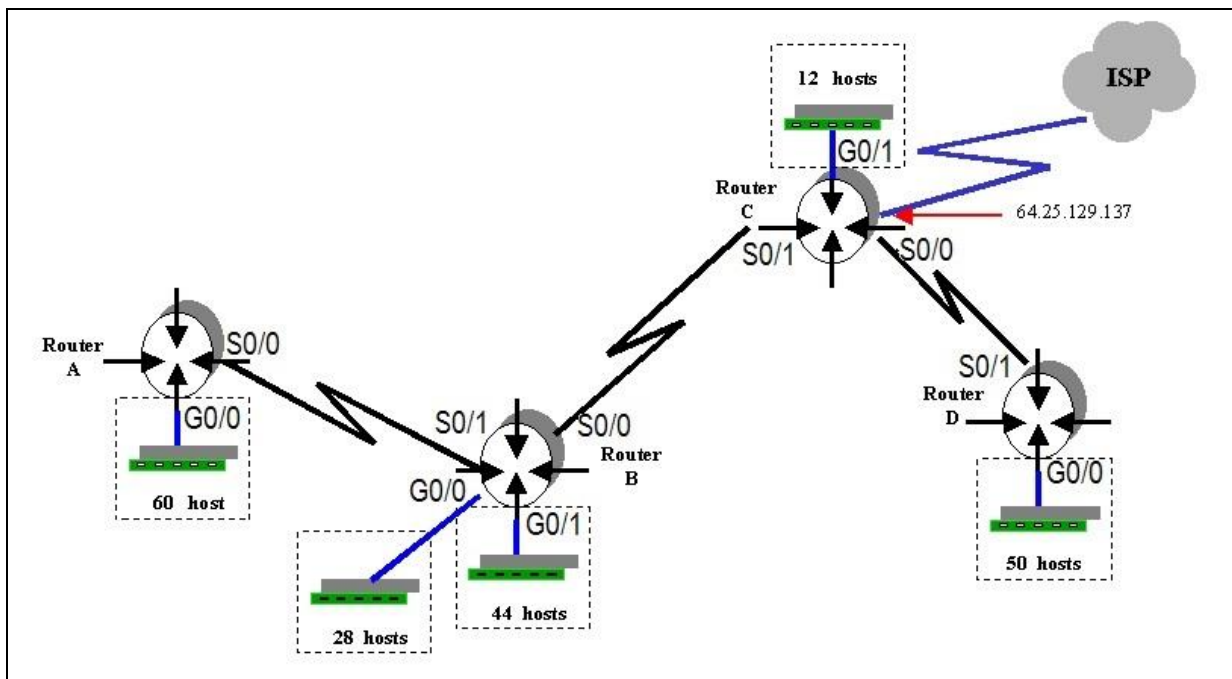 12 hosts
ISP
G0/1
Router
C
64.25.129.137
S0/1
S0/0
Router
A
S0/0
G0/0
60 host
S0/1
S0/0
Router
B
G0/0
G0/1
28 hosts
44 hosts
S0/1
Router
D
G0/0
50 hosts